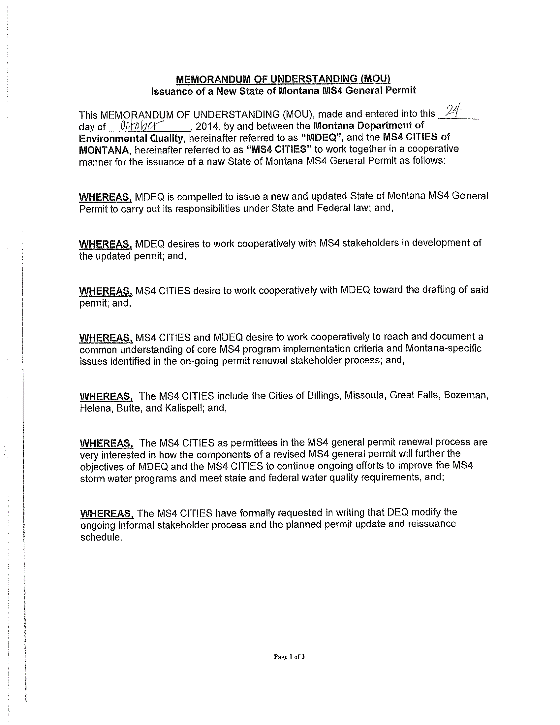 MEMORANDUM OF UNDERSTANDING (MOU)
Issuance of a New State of Montana MS4 General Permit
This MEMORANDUM OF UNDERSTANDING (MOU), made and entered into this 24
day of October, 2014, by and between the Montana Department of
Environmental Quality, hereinafter referred to as "MDEQ", and the MS4 CITIES of
MONTANA, hereinafter referred to as "MS4 CITIES" to work together in a cooperative
manner for the issuance of a new State of Montana MS4 General Permit as follows:
WHEREAS, MDEQ is compelled to issue a new and updated State of Montana MS4 General
Permit to carry out its responsibilities under State and Federal law; and,
WHEREAS, MDEQ desires to work cooperatively with MS4 stakeholders in development of
the updated permit; and,
WHEREAS, MS4 CITIES desire to work cooperatively with MDEQ toward the drafting of said
permit; and,
WHEREAS, MS4 CITIES and MDEQ desire to work cooperatively to reach and document a
common understanding of core MS4 program implementation criteria and Montana-specific
issues identified in the on-going permit renewal stakeholder process; and,
WHEREAS, The MS4 CITIES include the Cities of Billings, Missoula, Great Falls, Bozeman,
Helena, Butte, and Kalispell; and,
WHEREAS, The MS4 CITIES as permittees in the MS4 general permit renewal process are
very interested in how the components of a revised MS4 general permit will further the
objectives of MDEQ and the MS4 CITIES to continue ongoing efforts to improve the MS4
storm water programs and meet state and federal water quality requirements, and;
WHEREAS, The MS4 CITIES have formally requested in writing that DEQ modify the
ongoing informal stakeholder process and the planned permit update and reissuance
schedule.
Page 1 of 3